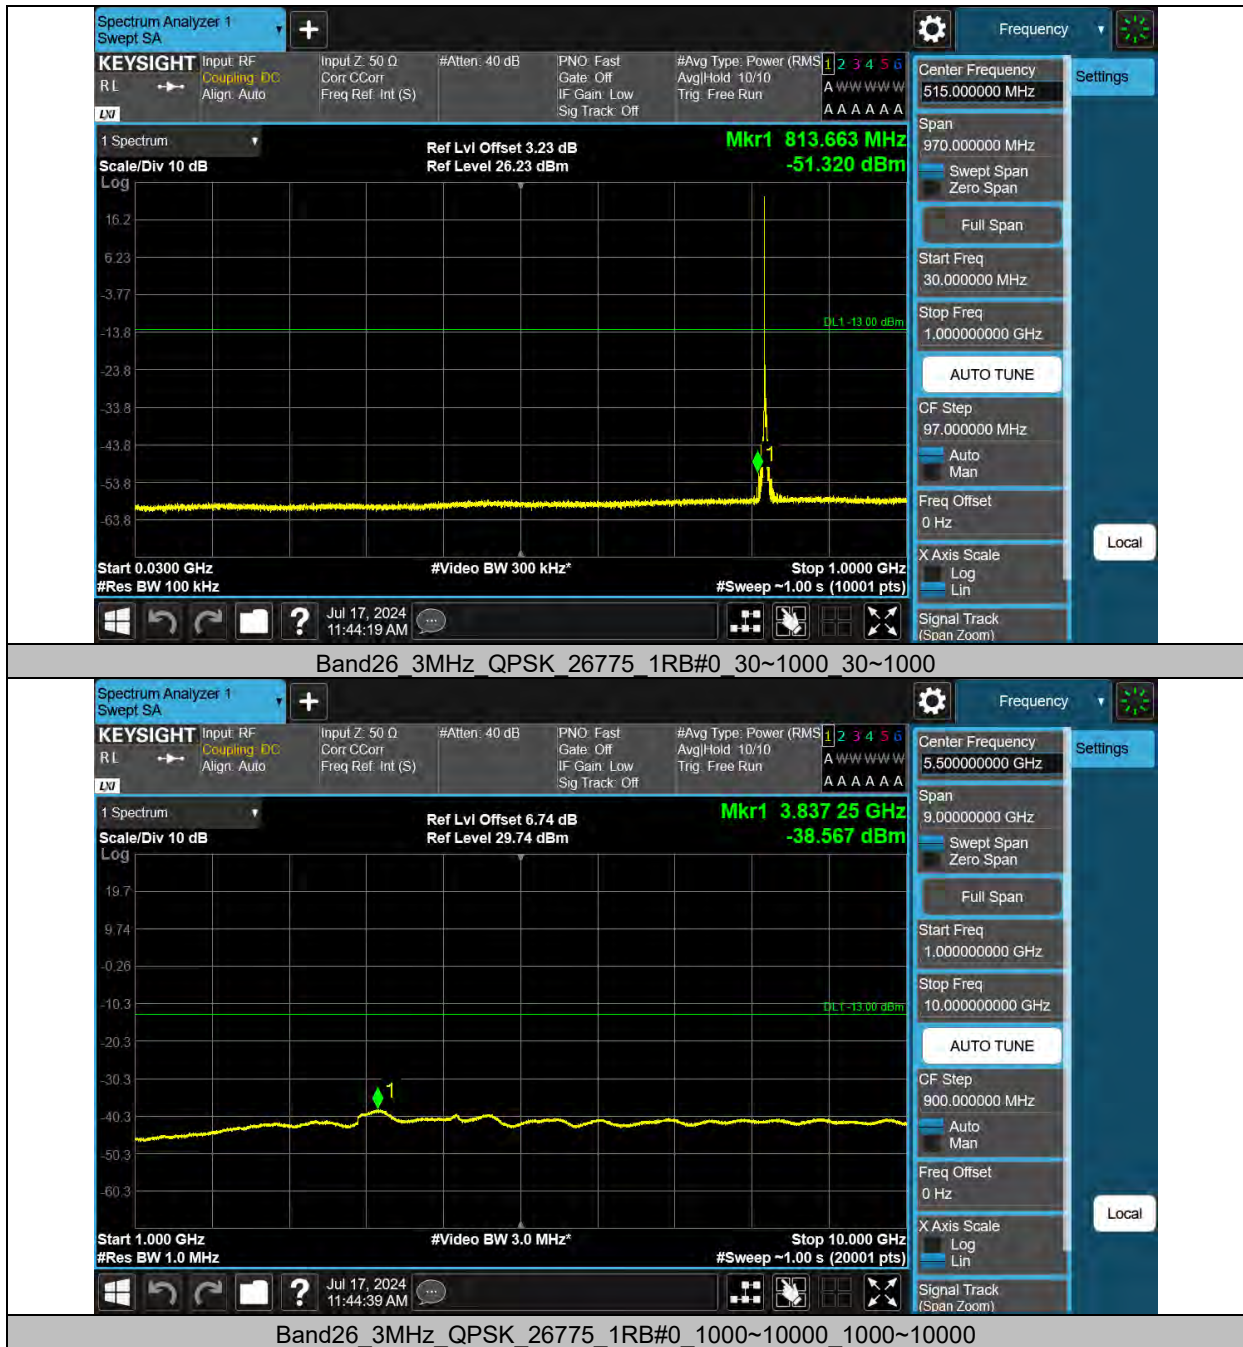 Spectrum Analyzer 1
Swept SA
Frequency
KEYSIGHT
R L
LXI
Input: RF
Coupling: DC
Align: Auto
Input Z: 50 Ω
Corr CCorr
Freq Ref: Int (S)
#Atten: 40 dB
PNO: Fast
Gate: Off
IF Gain: Low
Sig Track: Off
#Avg Type: Power (RMS
Avg|Hold: 10/10
Trig: Free Run
1 2 3 4 5 6
A W W W W W
A A A A A A
1 Spectrum
Scale/Div 10 dB
Log
Ref Lvl Offset 3.23 dB
Ref Level 26.23 dBm
Mkr1 813.663 MHz
-51.320 dBm
16.2
6.23
-3.77
-13.8
-23.8
-33.8
-43.8
-53.8
-63.8
DL1 -13.00 dBm
1
Start 0.0300 GHz
#Res BW 100 kHz
#Video BW 300 kHz*
Stop 1.0000 GHz
#Sweep ~1.00 s (10001 pts)
Jul 17, 2024
11:44:19 AM
Center Frequency
515.000000 MHz
Span
970.000000 MHz
Swept Span
Zero Span
Full Span
Start Freq
30.000000 MHz
Stop Freq
1.000000000 GHz
AUTO TUNE
CF Step
97.000000 MHz
Auto
Man
Freq Offset
0 Hz
X Axis Scale
Log
Lin
Signal Track
(Span Zoom)
Settings
Local
Band26_3MHz_QPSK_26775_1RB#0_30~1000_30~1000
Spectrum Analyzer 1
Swept SA
Frequency
KEYSIGHT
R L
LXI
Input: RF
Coupling: DC
Align: Auto
Input Z: 50 Ω
Corr CCorr
Freq Ref: Int (S)
#Atten: 40 dB
PNO: Fast
Gate: Off
IF Gain: Low
Sig Track: Off
#Avg Type: Power (RMS
Avg|Hold: 10/10
Trig: Free Run
1 2 3 4 5 6
A W W W W W
A A A A A A
1 Spectrum
Scale/Div 10 dB
Log
Ref Lvl Offset 6.74 dB
Ref Level 29.74 dBm
Mkr1 3.837 25 GHz
-38.567 dBm
19.7
9.74
-0.26
-10.3
-20.3
-30.3
-40.3
-50.3
-60.3
DL1 -13.00 dBm
1
Start 1.000 GHz
#Res BW 1.0 MHz
#Video BW 3.0 MHz*
Stop 10.000 GHz
#Sweep ~1.00 s (20001 pts)
Jul 17, 2024
11:44:39 AM
Center Frequency
5.500000000 GHz
Span
9.00000000 GHz
Swept Span
Zero Span
Full Span
Start Freq
1.000000000 GHz
Stop Freq
10.000000000 GHz
AUTO TUNE
CF Step
900.000000 MHz
Auto
Man
Freq Offset
0 Hz
X Axis Scale
Log
Lin
Signal Track
(Span Zoom)
Settings
Local
Band26_3MHz_QPSK_26775_1RB#0_1000~10000_1000~10000